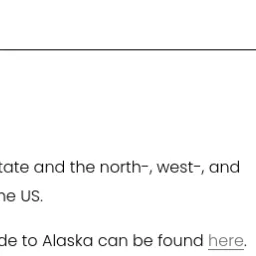 tate and the north-, west-, and
he US.
de to Alaska can be found here.